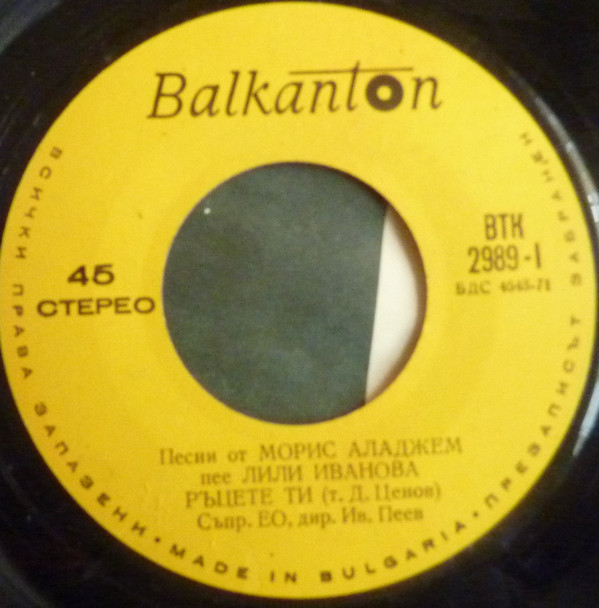 Balkanton
45
СТЕРЕО
ВТК
2989-I
БДС 4543-71
Песни от МОРИС АЛАДЖЕМ
пее ЛИЛИ ИВАНОВА
РЪЦЕТЕ ТИ (т. Д. Ценов)
Съпр. ЕО, дир. Ив. Пеев
ВСИЧКИ ПРАВА ЗАПАЗЕНИ • MADE IN BULGARIA • ПРЕЗАПИСЪТ ЗАБРАНЕН